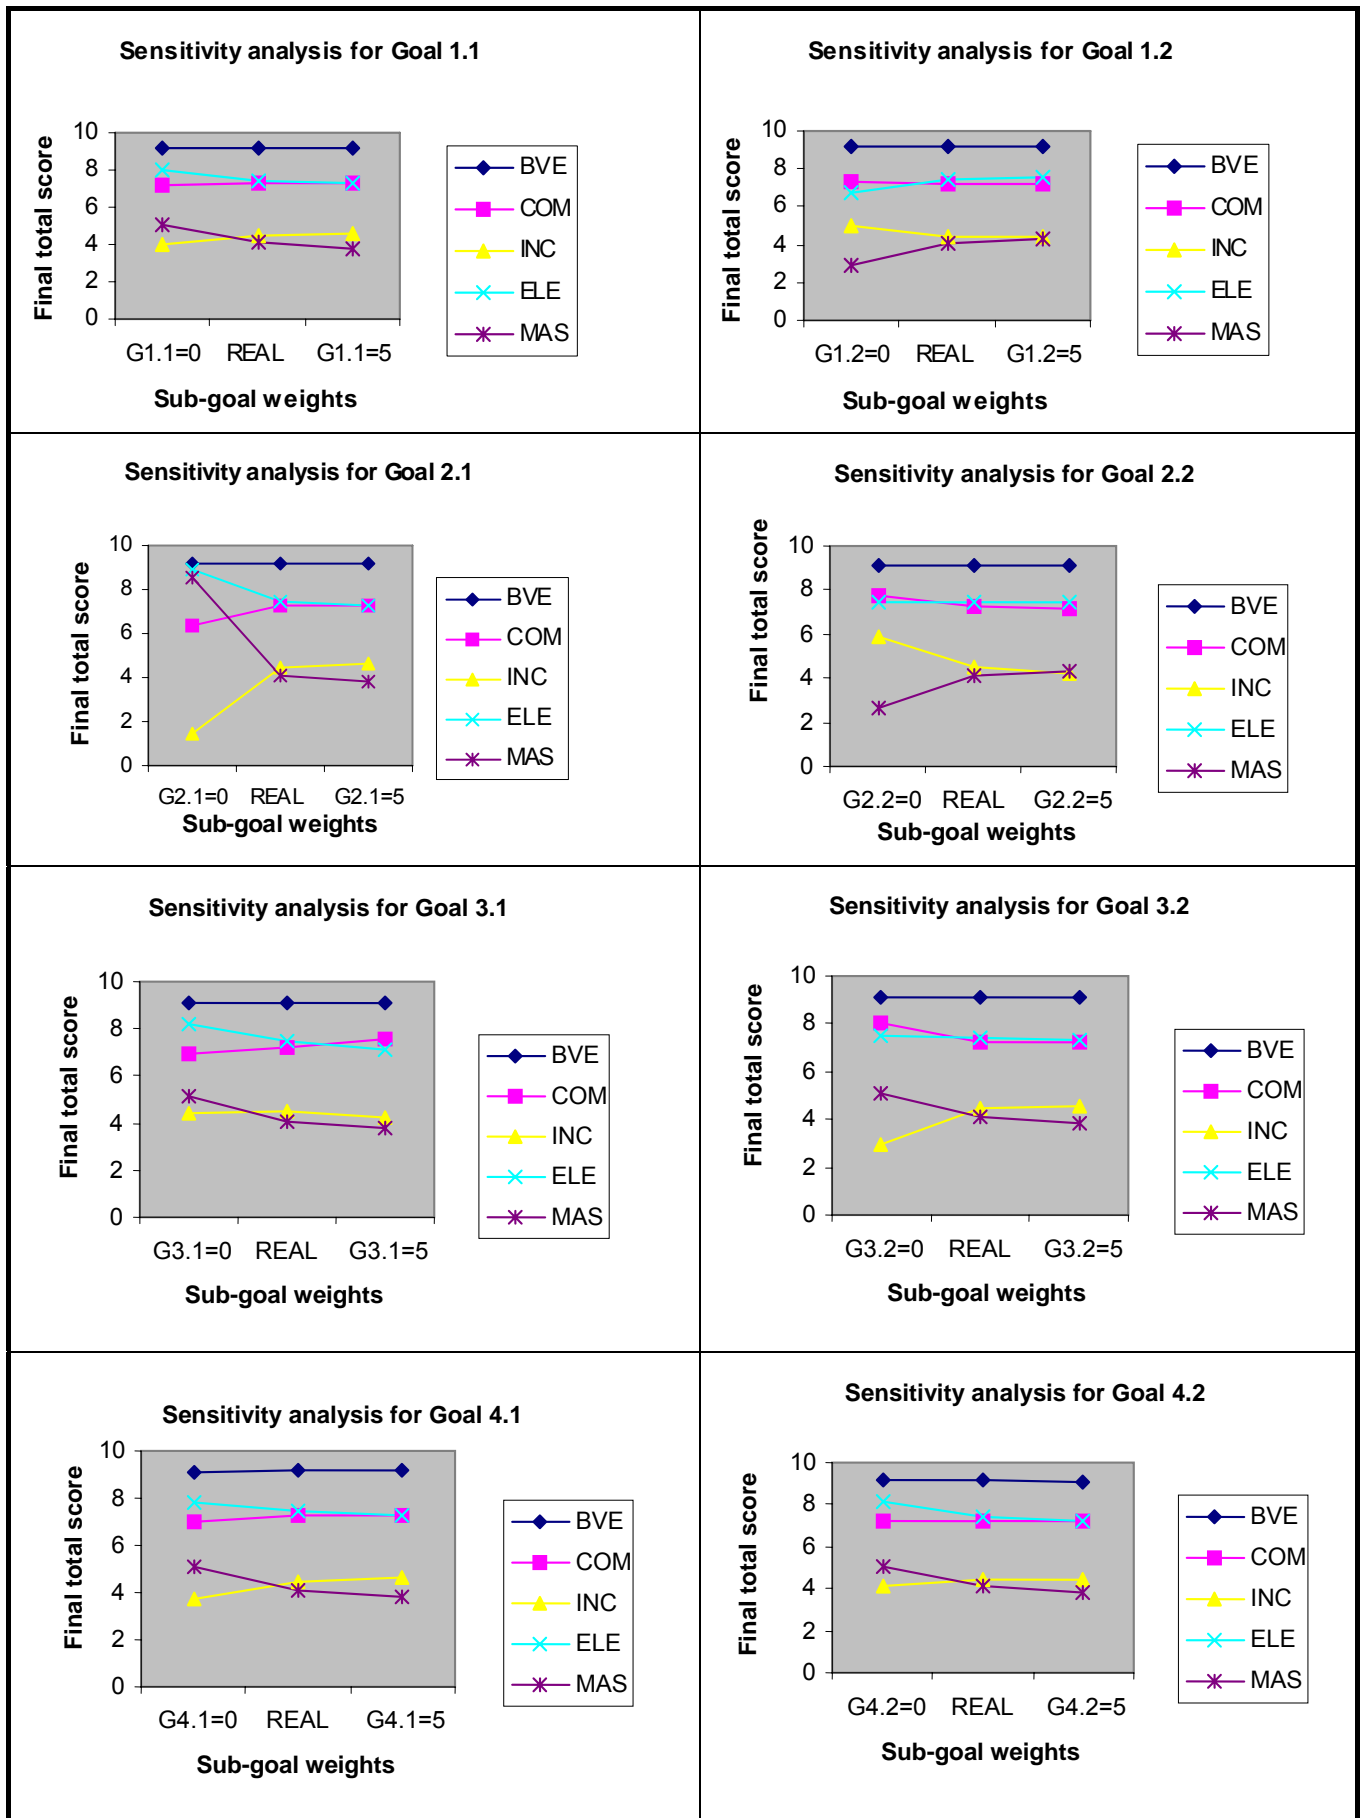 Sensitivity analysis for Goal 1.1
Final total score
10
8
6
4
2
0
G1.1=0 REAL G1.1=5
Sub-goal weights
BVE
COM
INC
ELE
MAS
Sensitivity analysis for Goal 1.2
Final total score
10
8
6
4
2
0
G1.2=0 REAL G1.2=5
Sub-goal weights
BVE
COM
INC
ELE
MAS
Sensitivity analysis for Goal 2.1
Final total score
10
8
6
4
2
0
G2.1=0 REAL G2.1=5
Sub-goal weights
BVE
COM
INC
ELE
MAS
Sensitivity analysis for Goal 2.2
Final total score
10
8
6
4
2
0
G2.2=0 REAL G2.2=5
Sub-goal weights
BVE
COM
INC
ELE
MAS
Sensitivity analysis for Goal 3.1
Final total score
10
8
6
4
2
0
G3.1=0 REAL G3.1=5
Sub-goal weights
BVE
COM
INC
ELE
MAS
Sensitivity analysis for Goal 3.2
Final total score
10
8
6
4
2
0
G3.2=0 REAL G3.2=5
Sub-goal weights
BVE
COM
INC
ELE
MAS
Sensitivity analysis for Goal 4.1
Final total score
10
8
6
4
2
0
G4.1=0 REAL G4.1=5
Sub-goal weights
BVE
COM
INC
ELE
MAS
Sensitivity analysis for Goal 4.2
Final total score
10
8
6
4
2
0
G4.2=0 REAL G4.2=5
Sub-goal weights
BVE
COM
INC
ELE
MAS